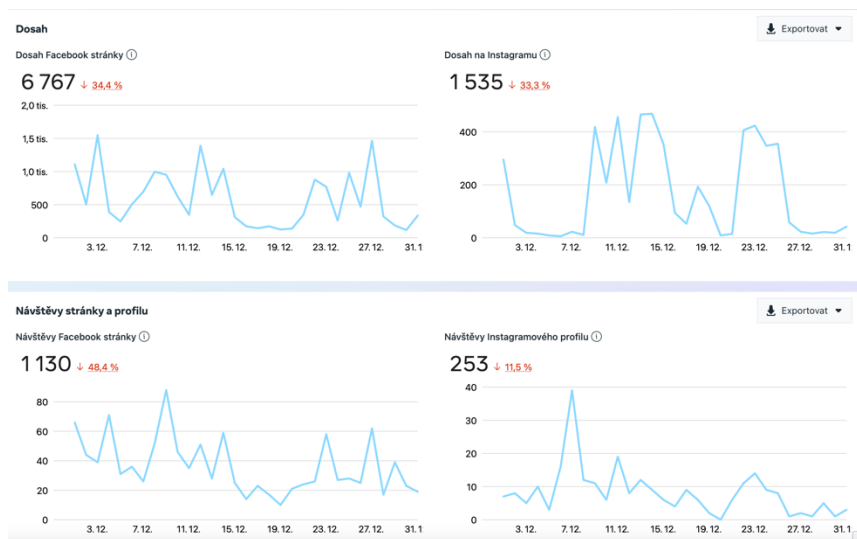 Dosah
Exportovat
Dosah Facebook stránky
6 767 ↓ 34,4 %
2,0 tis.
1,5 tis.
1,0 tis.
500
0
3. 12. 7. 12. 11. 12. 15. 12. 19. 12. 23. 12. 27. 12. 31. 1
Dosah na Instagramu
1 535 ↓ 33,3 %
400
200
0
3. 12. 7. 12. 11. 12. 15. 12. 19. 12. 23. 12. 27. 12. 31. 1
Návštěvy stránky a profilu
Exportovat
Návštěvy Facebook stránky
1 130 ↓ 48,4 %
80
60
40
20
0
3. 12. 7. 12. 11. 12. 15. 12. 19. 12. 23. 12. 27. 12. 31. 1
Návštěvy Instagramového profilu
253 ↓ 11,5 %
40
30
20
10
0
3. 12. 7. 12. 11. 12. 15. 12. 19. 12. 23. 12. 27. 12. 31. 1